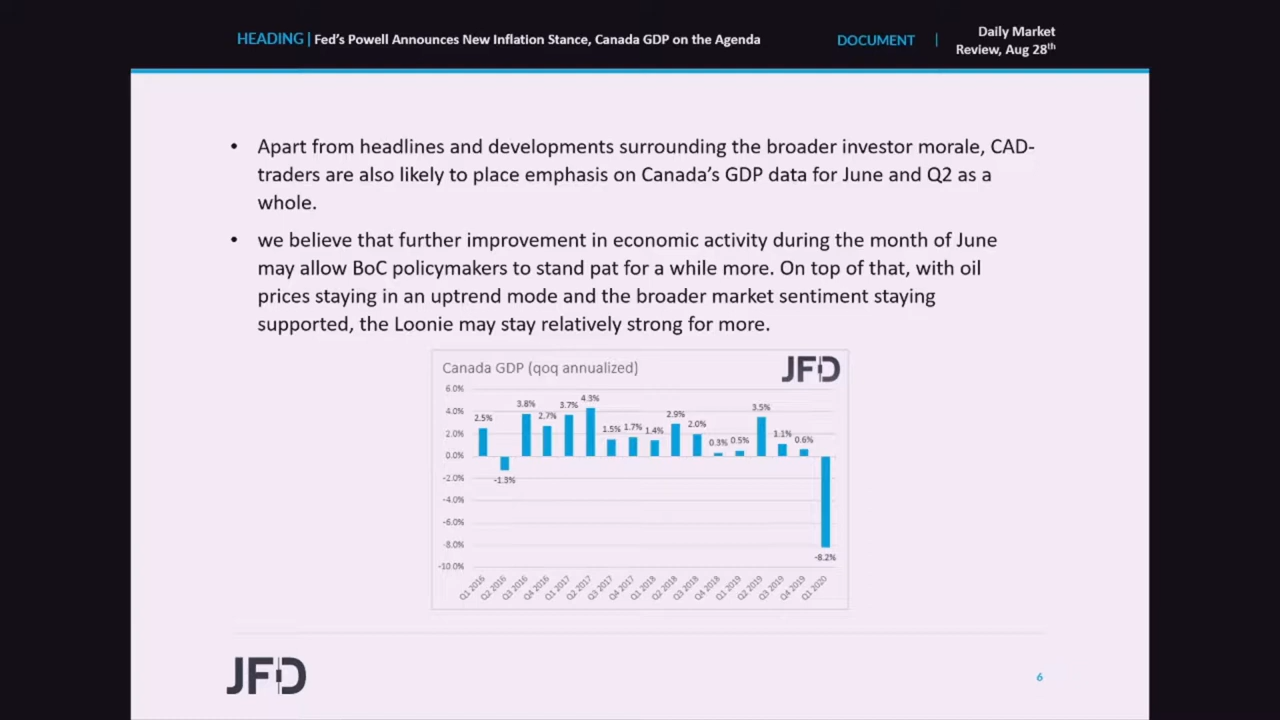 HEADING | Fed's Powell Announces New Inflation Stance, Canada GDP on the Agenda
DOCUMENT | Daily Market
Review, Aug 28th
• Apart from headlines and developments surrounding the broader investor morale, CAD-
traders are also likely to place emphasis on Canada's GDP data for June and Q2 as a
whole.
• we believe that further improvement in economic activity during the month of June
may allow BoC policymakers to stand pat for a while more. On top of that, with oil
prices staying in an uptrend mode and the broader market sentiment staying
supported, the Loonie may stay relatively strong for more.
Canada GDP (qoq annualized)
JFD
6.0%
4.0%
2.0%
0.0%
-2.0%
-4.0%
-6.0%
-8.0%
-10.0%
2.5%
-1.3%
3.8%
2.7%
3.7%
4.3%
1.5%
1.7%
1.4%
2.9%
2.0%
0.3%
0.5%
3.5%
1.1%
0.6%
-8.2%
Q1 2016
Q2 2016
Q3 2016
Q4 2016
Q1 2017
Q2 2017
Q3 2017
Q4 2017
Q1 2018
Q2 2018
Q3 2018
Q4 2018
Q1 2019
Q2 2019
Q3 2019
Q4 2019
Q1 2020
JFD
6